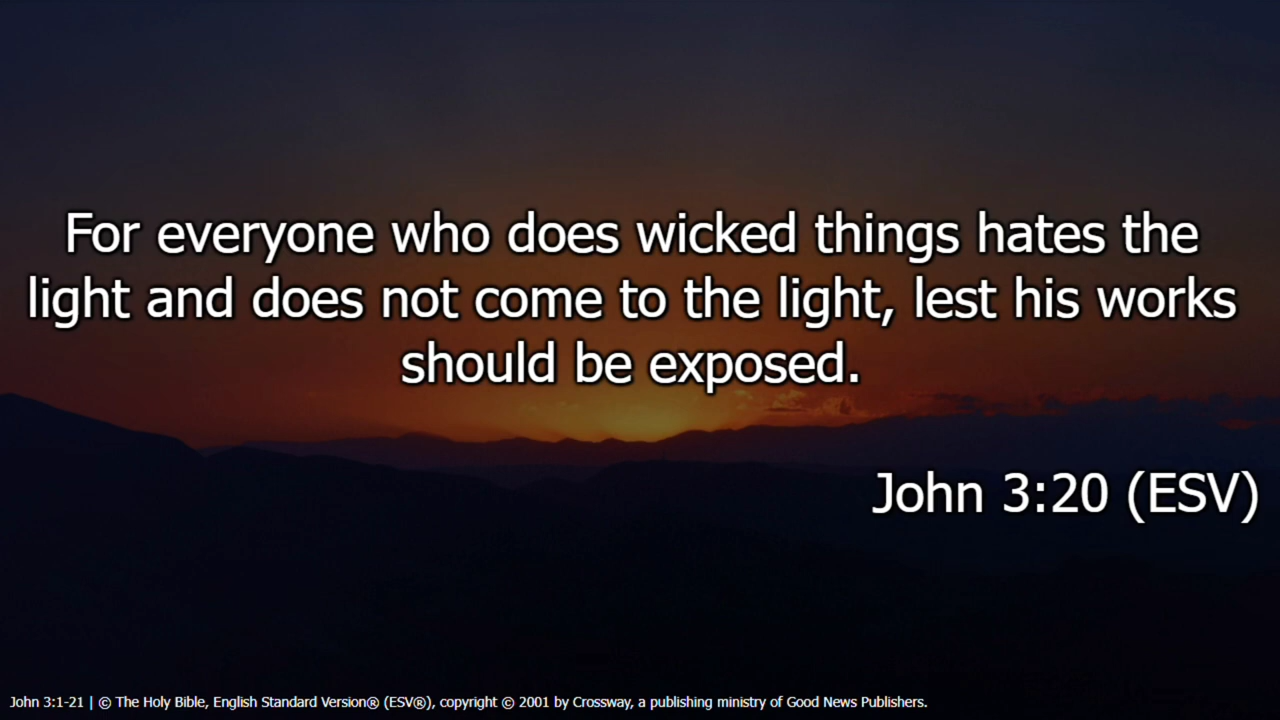 For everyone who does wicked things hates the
light and does not come to the light, lest his works
should be exposed.
John 3:20 (ESV)
John 3:1-21 | © The Holy Bible, English Standard Version® (ESV®), copyright © 2001 by Crossway, a publishing ministry of Good News Publishers.